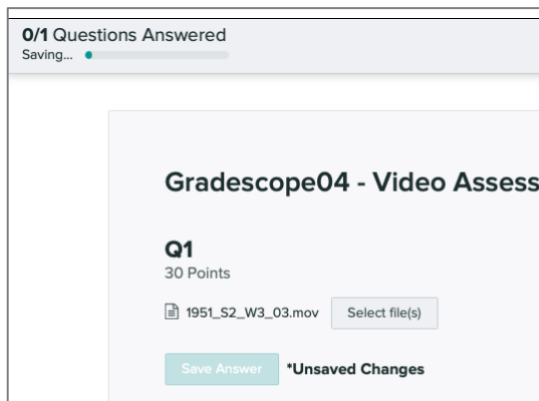 0/1 Questions Answered
Saving...
Gradescope04 - Video Assess
Q1
30 Points
1951_S2_W3_03.mov Select file(s)
Save Answer *Unsaved Changes